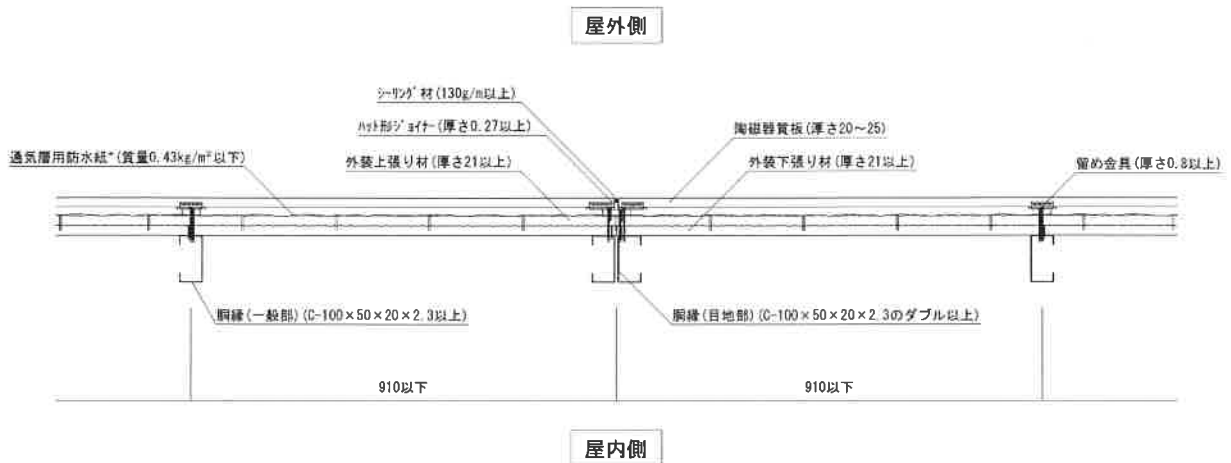 屋外側
シーリング材(130g/m以上)
ハット形ジョイナー(厚さ0.27以上)
陶磁器質板(厚さ20~25)
通気層用防水紙*(質量0.43kg/m²以下)
外装上張り材(厚さ21以上)
外装下張り材(厚さ21以上)
留め金具(厚さ0.8以上)
胴縁(一般部)(C-100×50×20×2.3以上)
胴縁(目地部)(C-100×50×20×2.3のダブル以上)
910以下
910以下
屋内側